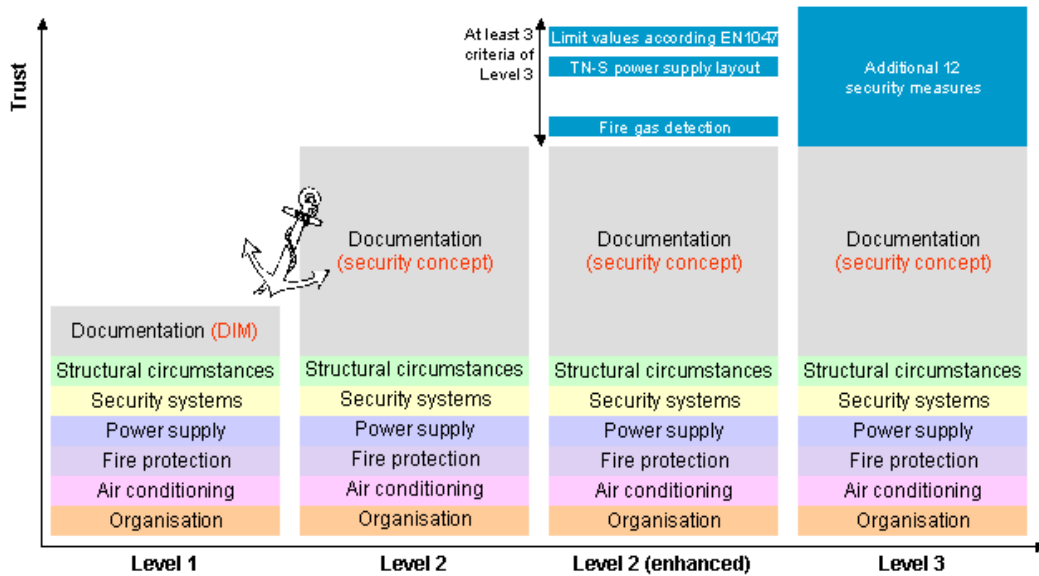 Trust
At least 3
criteria of
Level 3
Limit values according EN1047
TN-S power supply layout
Fire gas detection
Additional 12
security measures
Documentation (DIM)
Structural circumstances
Security systems
Power supply
Fire protection
Air conditioning
Organisation
Level 1
Documentation
(security concept)
Structural circumstances
Security systems
Power supply
Fire protection
Air conditioning
Organisation
Level 2
Documentation
(security concept)
Structural circumstances
Security systems
Power supply
Fire protection
Air conditioning
Organisation
Level 2 (enhanced)
Documentation
(security concept)
Structural circumstances
Security systems
Power supply
Fire protection
Air conditioning
Organisation
Level 3